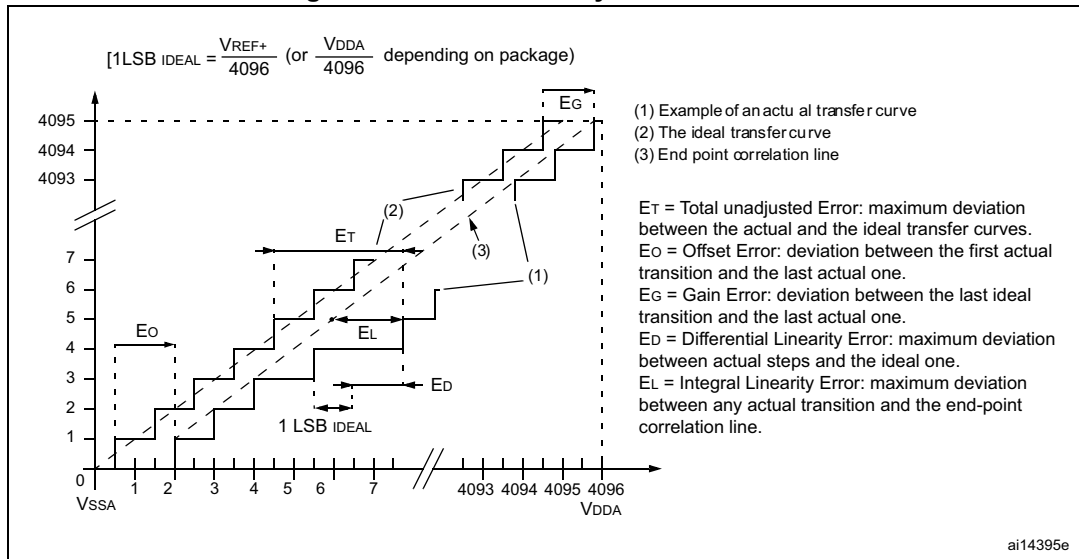 [1LSB IDEAL = VREF+ / 4096 (or VDDA / 4096 depending on package)
EG
4095
4094
4093
7
6
5
4
3
2
1
0
(2)
ET
(3)
(1)
EO
EL
ED
1 LSB IDEAL
1 2 3 4 5 6 7 4093 4094 4095 4096
VSSA
VDDA
(1) Example of an actu al transfer curve
(2) The ideal transfer curve
(3) End point correlation line
ET = Total unadjusted Error: maximum deviation
between the actual and the ideal transfer curves.
EO = Offset Error: deviation between the first actual
transition and the last actual one.
EG = Gain Error: deviation between the last ideal
transition and the last actual one.
ED = Differential Linearity Error: maximum deviation
between actual steps and the ideal one.
EL = Integral Linearity Error: maximum deviation
between any actual transition and the end-point
correlation line.
ai14395e